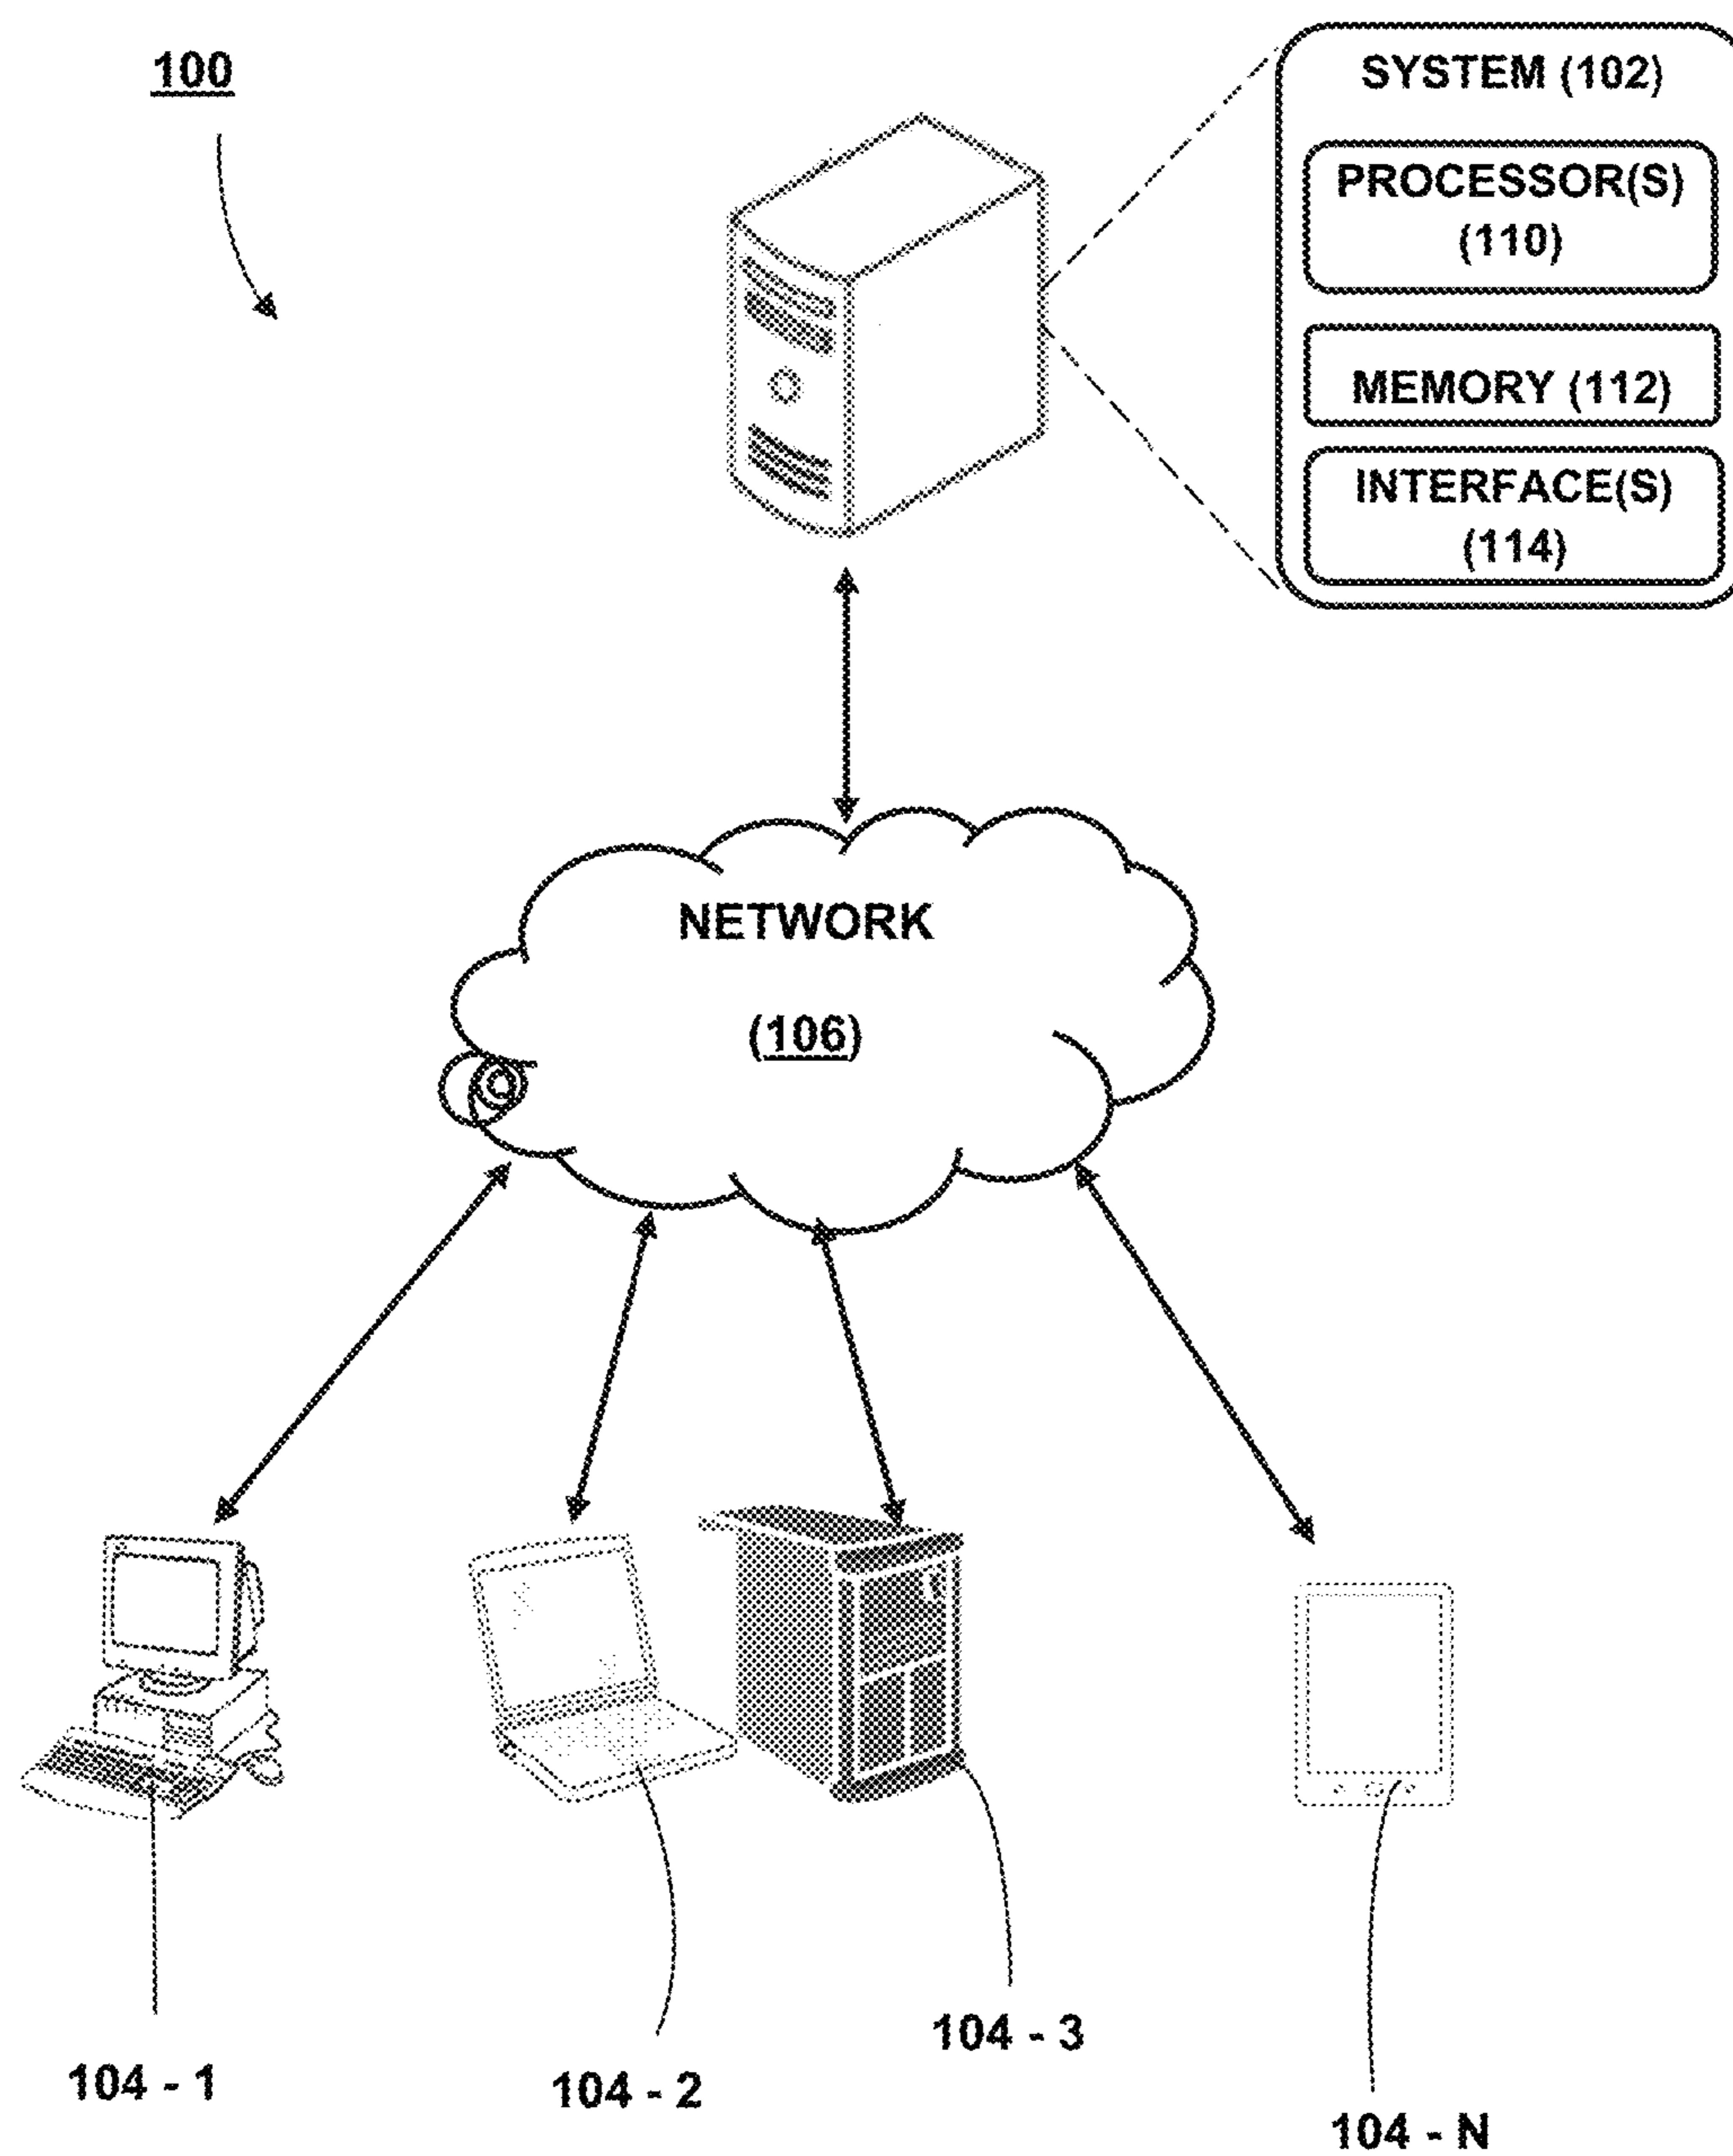 100
SYSTEM (102)
PROCESSOR(S)
(110)
MEMORY (112)
INTERFACE(S)
(114)
NETWORK
(106)
104 - 1
104 - 2
104 - 3
104 - N